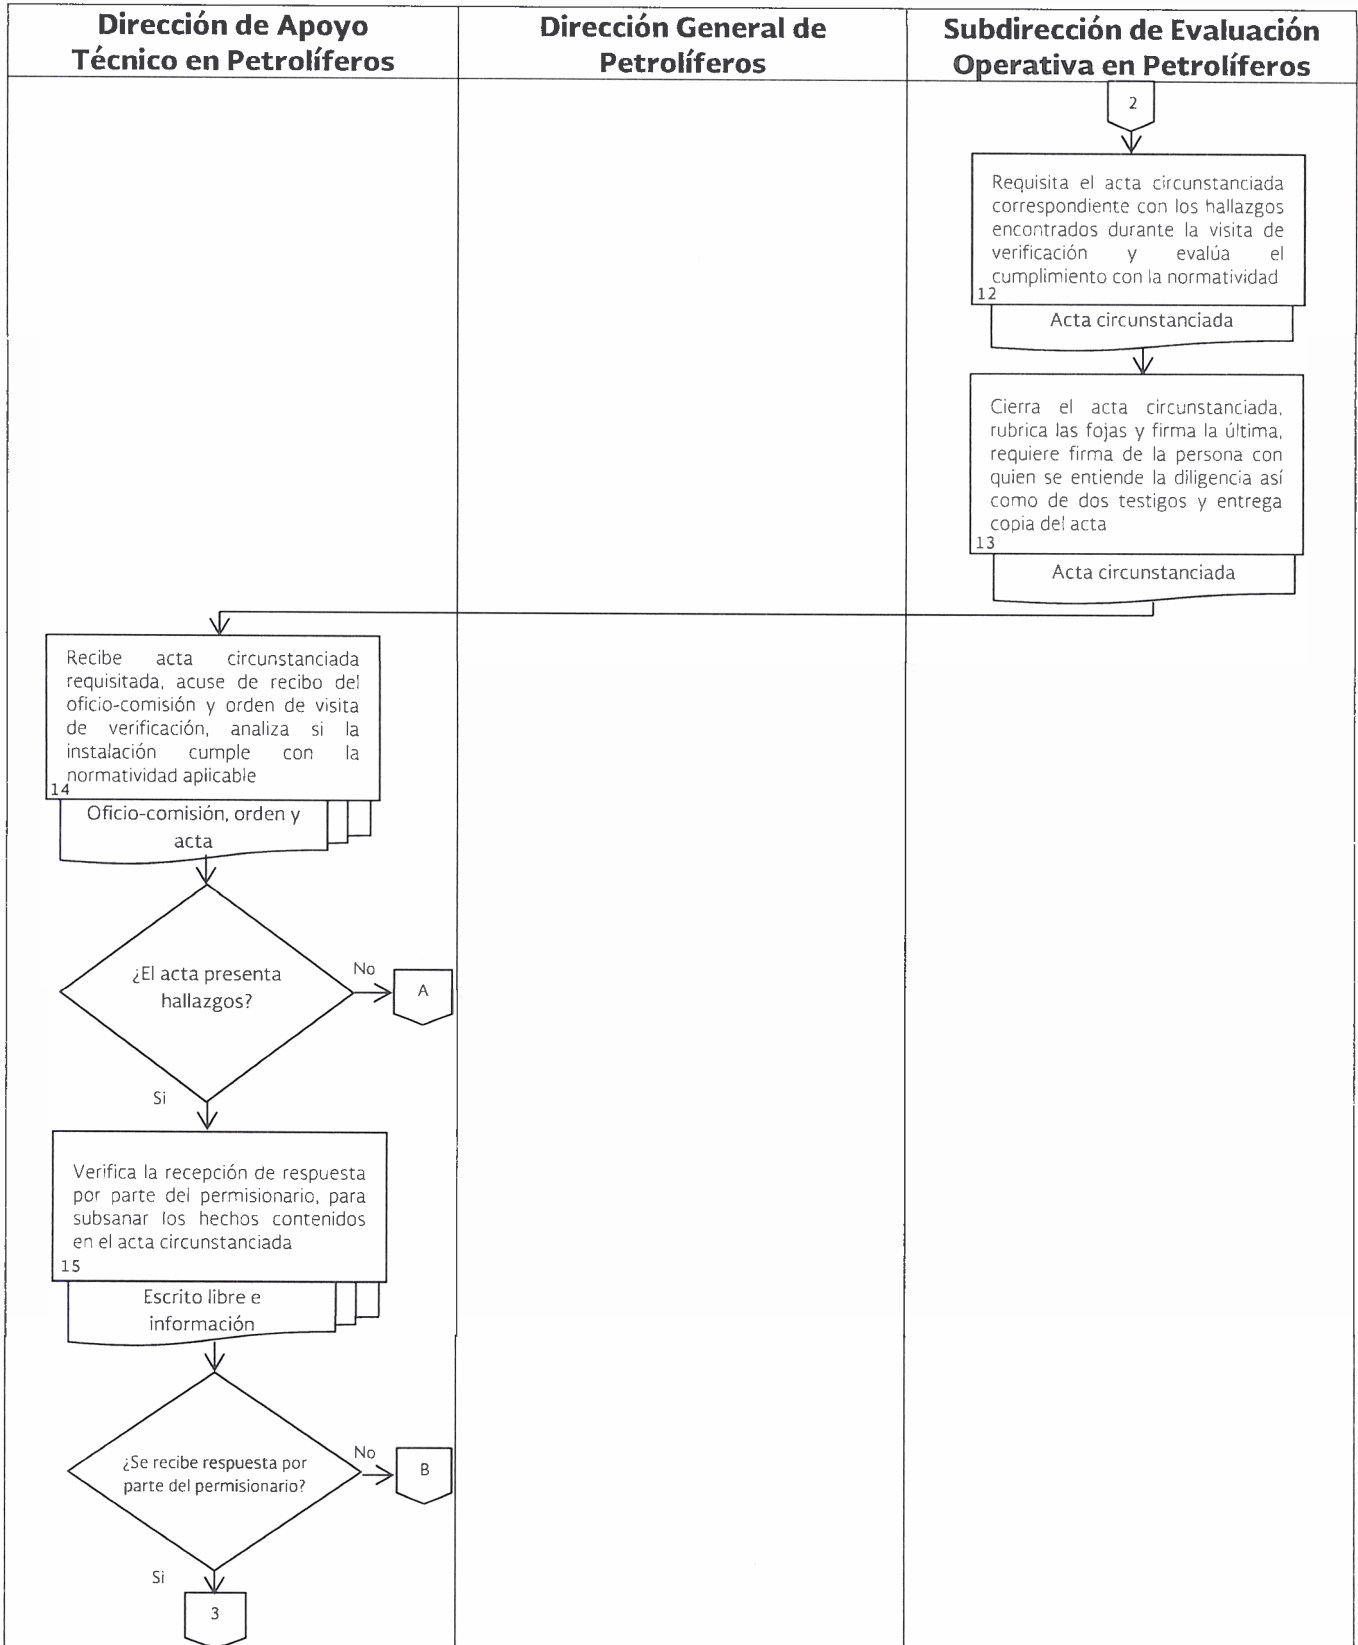 Dirección de Apoyo
Técnico en Petrolíferos
Dirección General de
Petrolíferos
Subdirección de Evaluación
Operativa en Petrolíferos
2
Requisita el acta circunstanciada
correspondiente con los hallazgos
encontrados durante la visita de
verificación y evalúa el
cumplimiento con la normatividad
12
Acta circunstanciada
Cierra el acta circunstanciada,
rubrica las fojas y firma la última,
requiere firma de la persona con
quien se entiende la diligencia así
como de dos testigos y entrega
copia del acta
13
Acta circunstanciada
Recibe acta circunstanciada
requisitada, acuse de recibo del
oficio-comisión y orden de visita
de verificación, analiza si la
instalación cumple con la
normatividad aplicable
14
Oficio-comisión, orden y
acta
¿El acta presenta
hallazgos?
No
A
Si
Verifica la recepción de respuesta
por parte del permisionario, para
subsanar los hechos contenidos
en el acta circunstanciada
15
Escrito libre e
información
¿Se recibe respuesta por
parte del permisionario?
No
B
Si
3